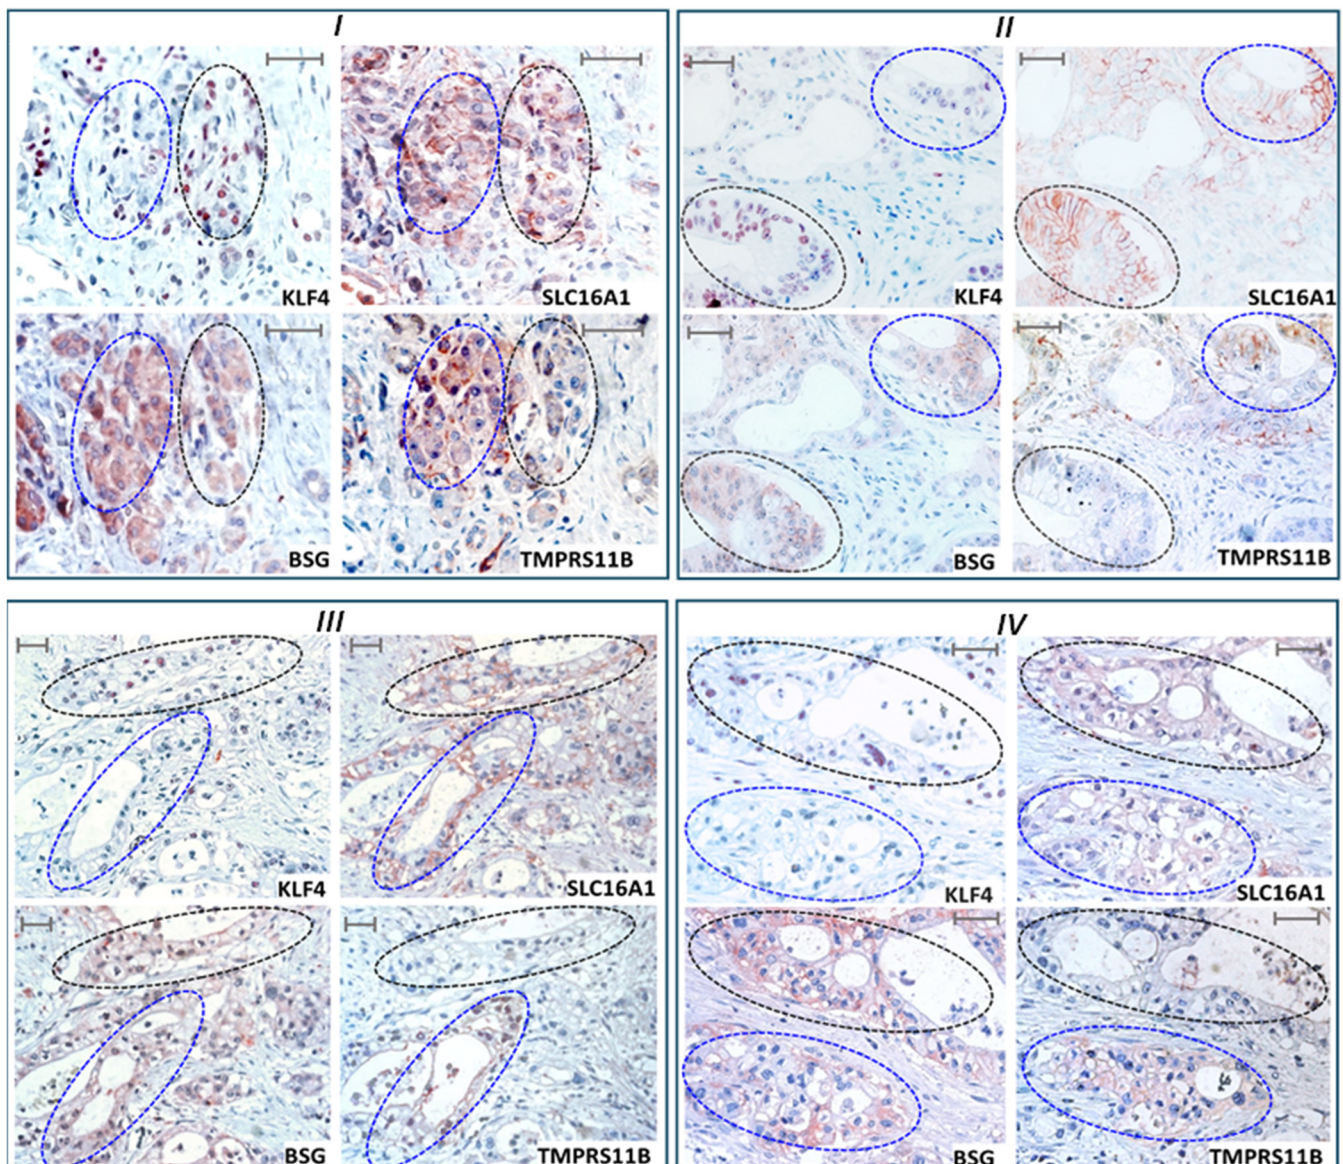 I
II
KLF4
SLC16A1
KLF4
SLC16A1
BSG
TMPRS11B
BSG
TMPRS11B
III
IV
KLF4
SLC16A1
KLF4
SLC16A1
BSG
TMPRS11B
BSG
TMPRS11B